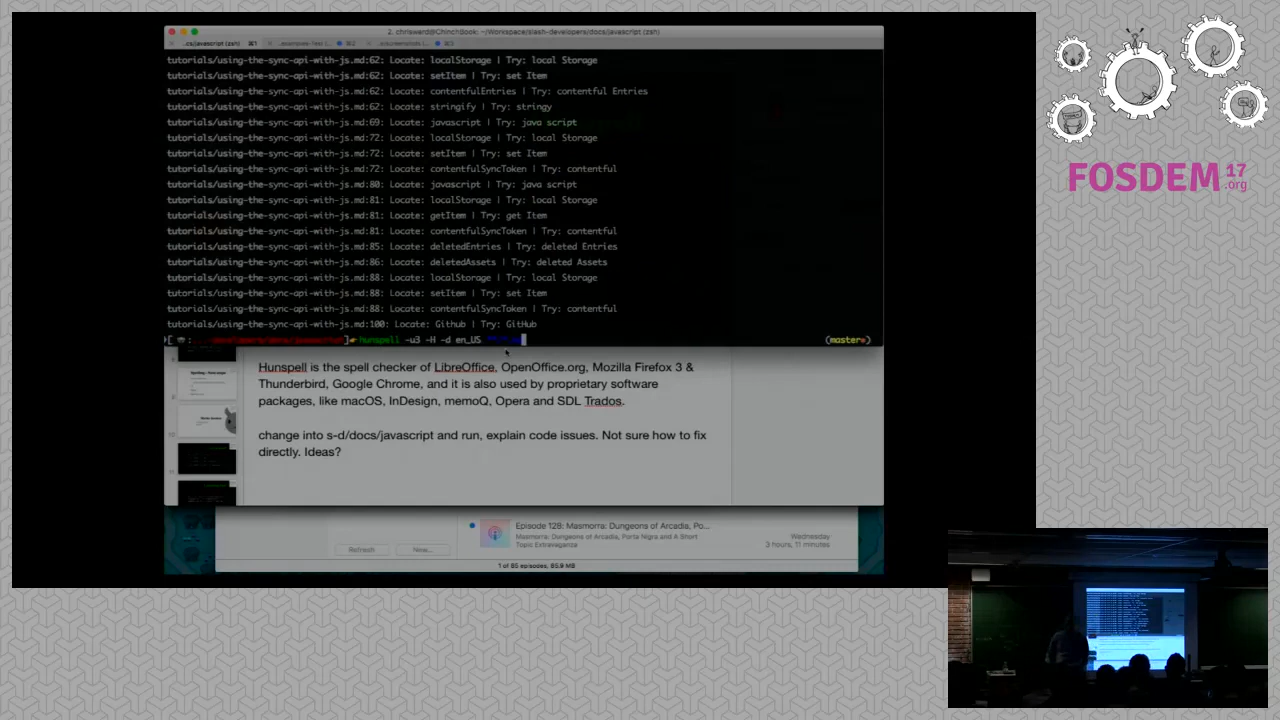 2. chrisward@ChinchBook: ~/Workspace/slash-developers/docs/javascript (zsh)
..cs/javascript (zsh) ⌘1
⌘2
⌘3
tutorials/using-the-sync-api-with-js.md:62: Locate: localStorage | Try: local Storage
tutorials/using-the-sync-api-with-js.md:62: Locate: setItem | Try: set Item
tutorials/using-the-sync-api-with-js.md:62: Locate: contentfulEntries | Try: contentful Entries
tutorials/using-the-sync-api-with-js.md:62: Locate: stringify | Try: stringy
tutorials/using-the-sync-api-with-js.md:69: Locate: javascript | Try: java script
tutorials/using-the-sync-api-with-js.md:72: Locate: localStorage | Try: local Storage
tutorials/using-the-sync-api-with-js.md:72: Locate: setItem | Try: set Item
tutorials/using-the-sync-api-with-js.md:72: Locate: contentfulSyncToken | Try: contentful
tutorials/using-the-sync-api-with-js.md:80: Locate: javascript | Try: java script
tutorials/using-the-sync-api-with-js.md:81: Locate: localStorage | Try: local Storage
tutorials/using-the-sync-api-with-js.md:81: Locate: getItem | Try: get Item
tutorials/using-the-sync-api-with-js.md:81: Locate: contentfulSyncToken | Try: contentful
tutorials/using-the-sync-api-with-js.md:85: Locate: deletedEntries | Try: deleted Entries
tutorials/using-the-sync-api-with-js.md:86: Locate: deletedAssets | Try: deleted Assets
tutorials/using-the-sync-api-with-js.md:88: Locate: localStorage | Try: local Storage
tutorials/using-the-sync-api-with-js.md:88: Locate: setItem | Try: set Item
tutorials/using-the-sync-api-with-js.md:88: Locate: contentfulSyncToken | Try: contentful
tutorials/using-the-sync-api-with-js.md:100: Locate: Github | Try: GitHub
hunspell -u3 -H -d en_US (master●)
Hunspell is the spell checker of LibreOffice, OpenOffice.org, Mozilla Firefox 3 &
Thunderbird, Google Chrome, and it is also used by proprietary software
packages, like macOS, InDesign, memoQ, Opera and SDL Trados.
change into s-d/docs/javascript and run, explain code issues. Not sure how to fix
directly. Ideas?
9
10
11
Episode 128: Masmorra: Dungeons of Arcadia, Po...
Masmorra: Dungeons of Arcadia, Porta Nigra and A Short
Topic Extravaganza
Wednesday
3 hours, 11 minutes
Refresh
New...
1 of 85 episodes, 85.9 MB
FOSDEM 17
.org